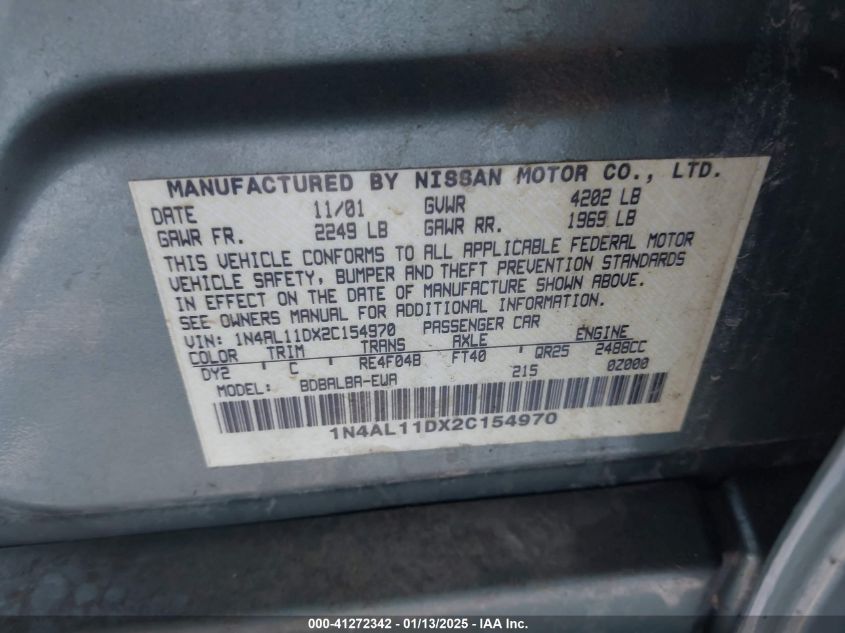 MANUFACTURED BY NISSAN MOTOR CO., LTD.
DATE 11/01 GVWR 4202 LB
GAWR FR. 2249 LB GAWR RR. 1969 LB
THIS VEHICLE CONFORMS TO ALL APPLICABLE FEDERAL MOTOR
VEHICLE SAFETY, BUMPER AND THEFT PREVENTION STANDARDS
IN EFFECT ON THE DATE OF MANUFACTURE SHOWN ABOVE.
SEE OWNERS MANUAL FOR ADDITIONAL INFORMATION.
VIN: 1N4AL11DX2C154970 PASSENGER CAR
COLOR TRIM TRANS AXLE ENGINE
DY2 C RE4F04B FT40 QR25 2488CC
MODEL: BDBALBA-EWA 215 0Z000
1N4AL11DX2C154970
000-41272342 - 01/13/2025 - IAA Inc.